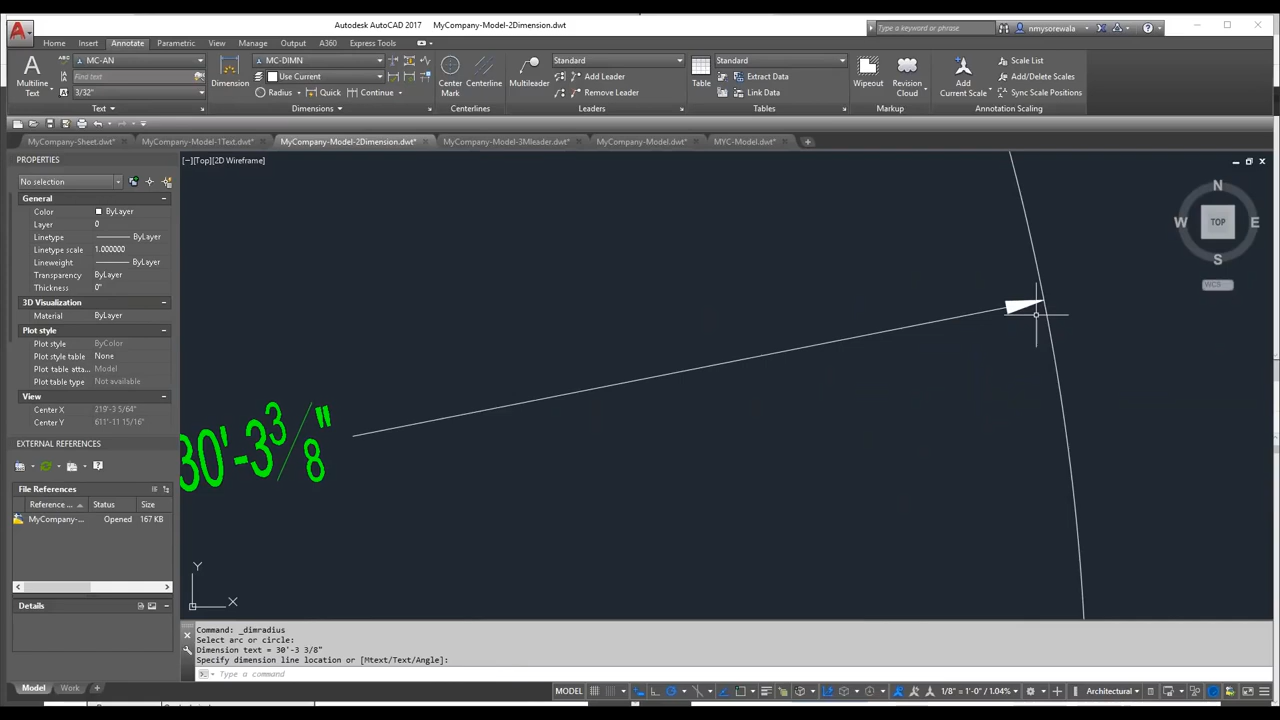 Autodesk AutoCAD 2017 MyCompany-Model-2Dimension.dwt
Type a keyword or phrase
nmysorewala
Home Insert Annotate Parametric View Manage Output A360 Express Tools
A MC-AN MC-DIMN Standard Standard
Find text Use Current Add Leader Extract Data Scale List
Multiline Text Dimension Center Mark Centerline Multileader Table Wipeout Revision Cloud Add Current Scale Add/Delete Scales
3/32" Radius Quick Continue Remove Leader Link Data Sync Scale Positions
Text Dimensions Centerlines Leaders Tables Markup Annotation Scaling
MyCompany-Sheet.dwt* MyCompany-Model-1Text.dwt* MyCompany-Model-2Dimension.dwt* MyCompany-Model-3Mleader.dwt* MyCompany-Model.dwt* MYC-Model.dwt*
PROPERTIES
[−][Top][2D Wireframe]
No selection
General
Color ByLayer
Layer 0
Linetype ByLayer
Linetype scale 1.000000
Lineweight ByLayer
Transparency ByLayer
Thickness 0"
3D Visualization
Material ByLayer
Plot style
Plot style ByColor
Plot style table None
Plot table atta... Model
Plot table type Not available
View
Center X 219'-3 5/64"
Center Y 611'-11 15/16"
EXTERNAL REFERENCES
File References
Reference ... Status Size
MyCompany-... Opened 167 KB
Details
N
W TOP E
S
WCS
30'-3 3/8"
Y
X
Command: _dimradius
Select arc or circle:
Dimension text = 30'-3 3/8"
Specify dimension line location or [Mtext/Text/Angle]:
Type a command
Model Work + MODEL 1/8" = 1'-0" / 1.04% Architectural